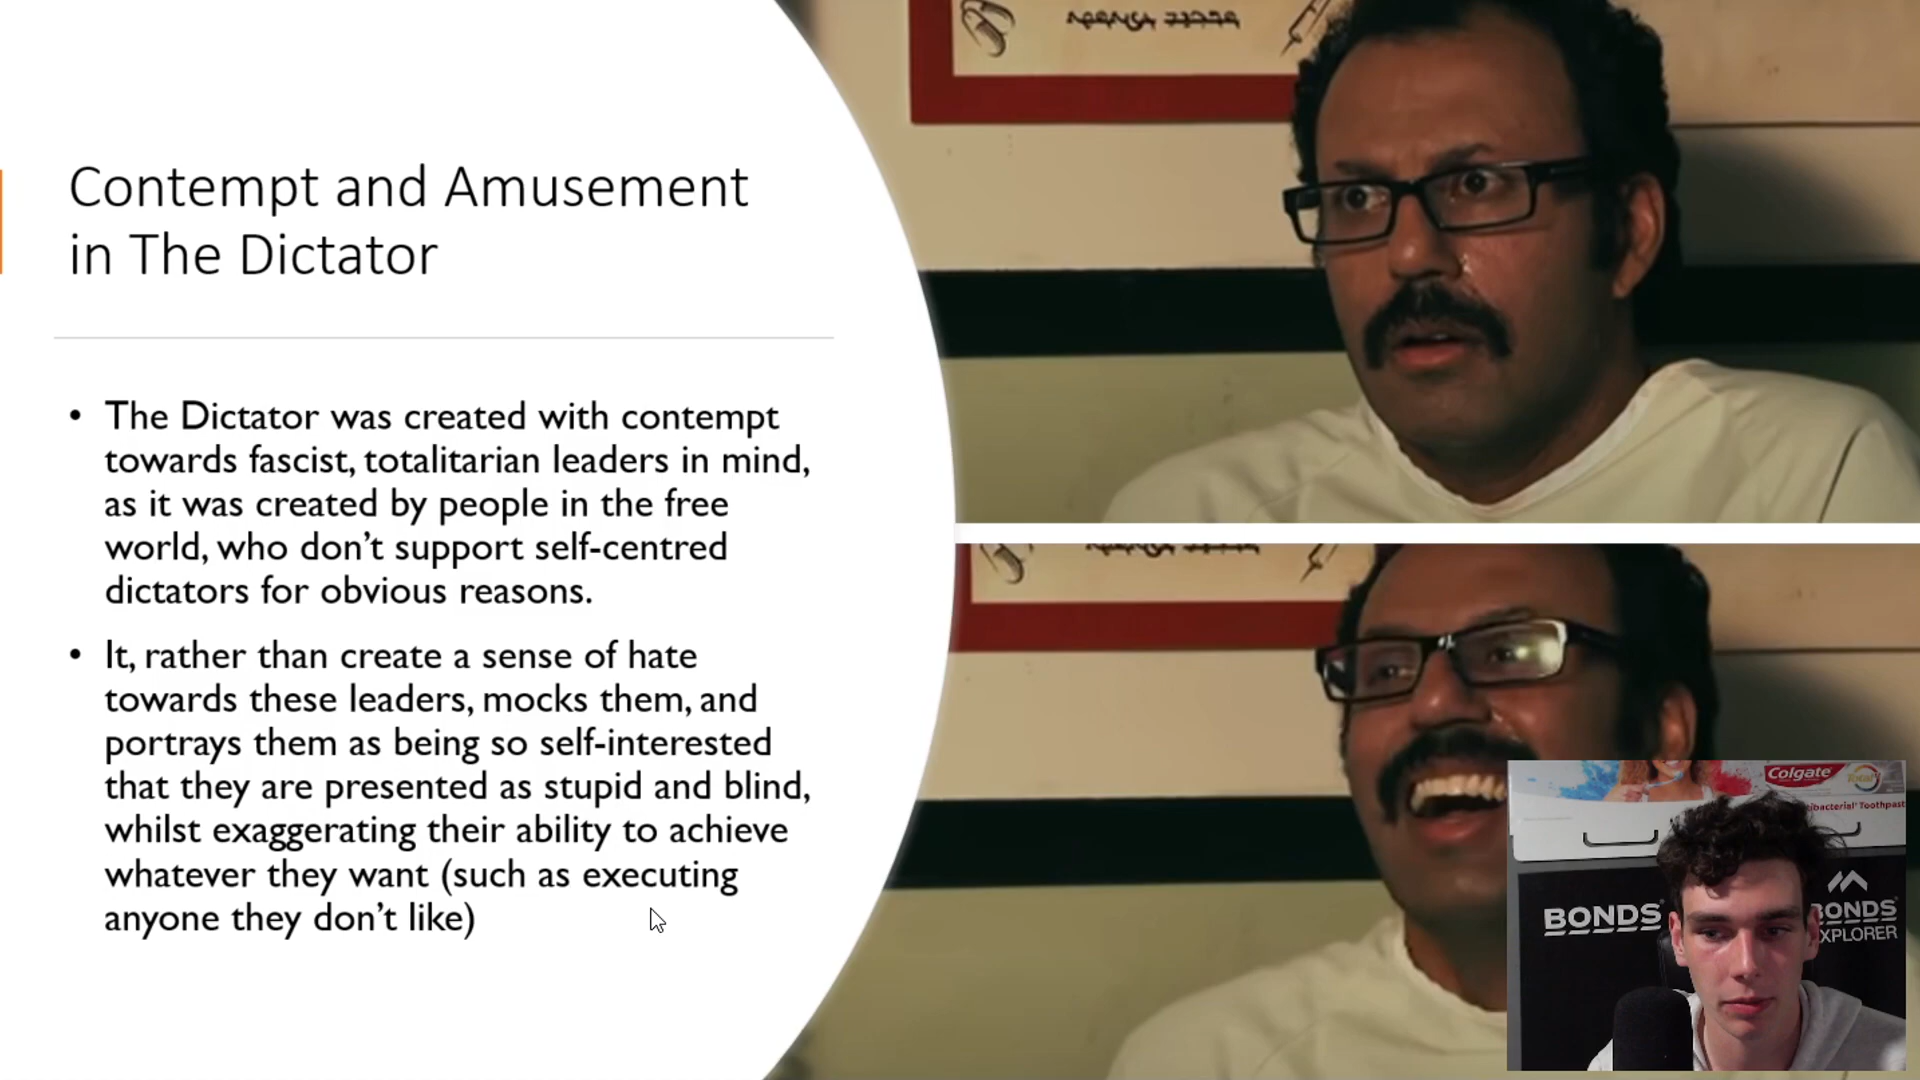 Contempt and Amusement
in The Dictator
• The Dictator was created with contempt
towards fascist, totalitarian leaders in mind,
as it was created by people in the free
world, who don’t support self-centred
dictators for obvious reasons.
• It, rather than create a sense of hate
towards these leaders, mocks them, and
portrays them as being so self-interested
that they are presented as stupid and blind,
whilst exaggerating their ability to achieve
whatever they want (such as executing
anyone they don’t like)
Colgate Total
tibacterial* Toothpast
BONDS
BONDS
XPLORER